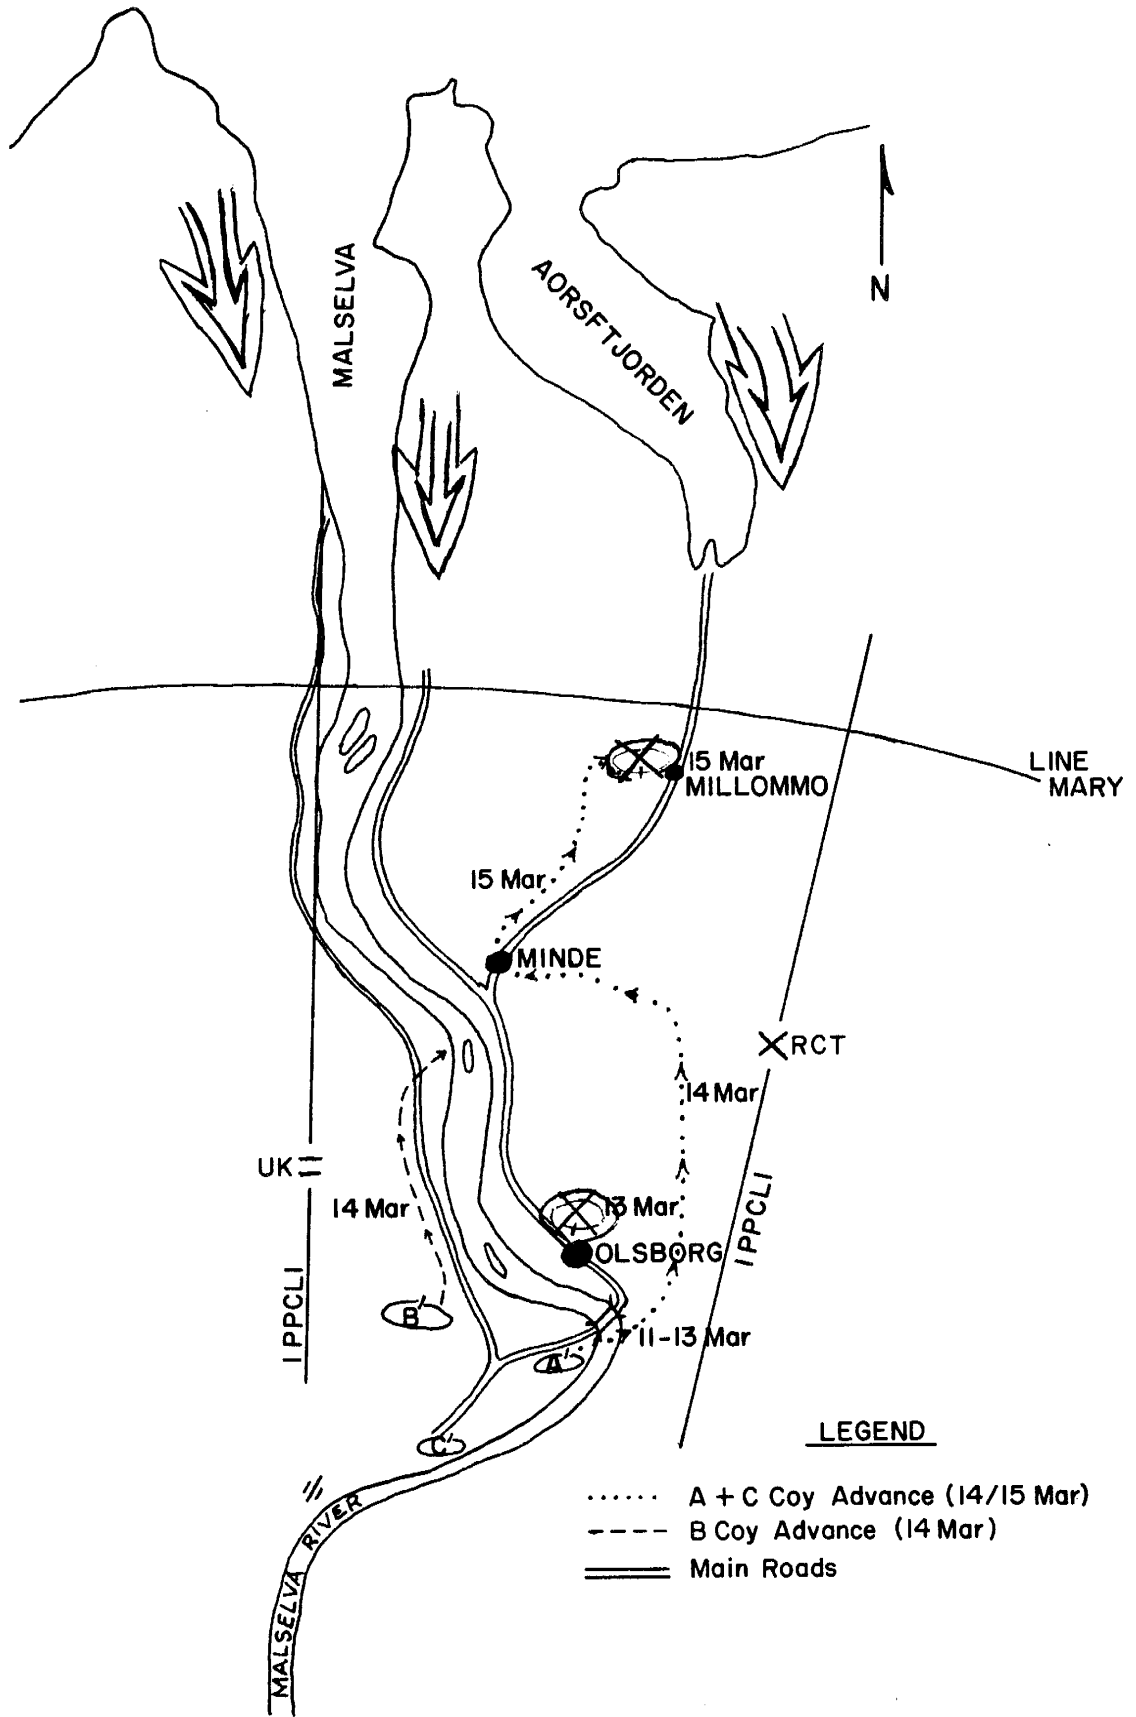 MALSELVA
AORSFTJORDEN
N
LINE
MARY
15 Mar
MILLOMMO
15 Mar
MINDE
RCT
14 Mar
UK
14 Mar
13 Mar
OLSBORG
1 PPCLI
1 PPCLI
B'
11-13 Mar
A'
C'
LEGEND
A + C Coy Advance (14/15 Mar)
B Coy Advance (14 Mar)
Main Roads
MALSELVA RIVER